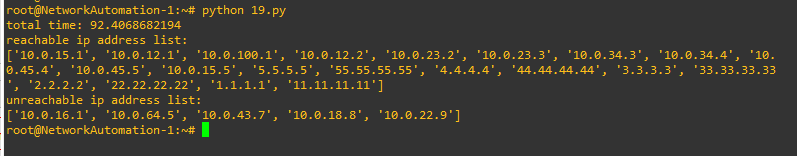 root@NetworkAutomation-1:~# python 19.py
total time: 92.4068682194
reachable ip address list:
['10.0.15.1', '10.0.12.1', '10.0.100.1', '10.0.12.2', '10.0.23.2', '10.0.23.3', '10.0.34.3', '10.0.34.4', '10.
0.45.4', '10.0.45.5', '10.0.15.5', '5.5.5.5', '55.55.55.55', '4.4.4.4', '44.44.44.44', '3.3.3.3', '33.33.33.33
', '2.2.2.2', '22.22.22.22', '1.1.1.1', '11.11.11.11']
unreachable ip address list:
['10.0.16.1', '10.0.64.5', '10.0.43.7', '10.0.18.8', '10.0.22.9']
root@NetworkAutomation-1:~#